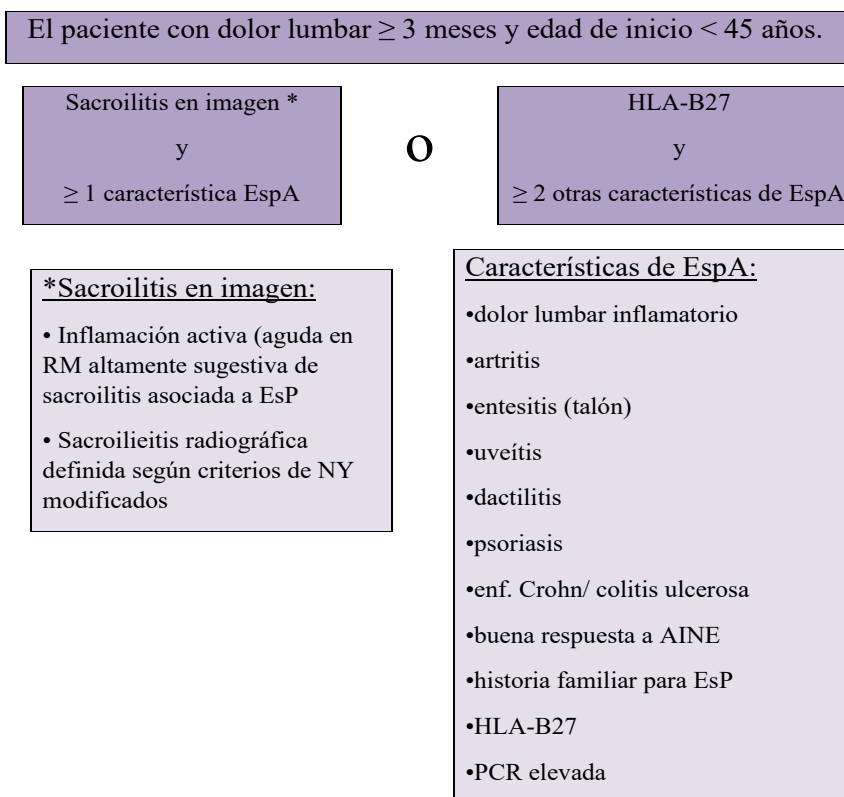 El paciente con dolor lumbar ≥ 3 meses y edad de inicio < 45 años.
Sacroilitis en imagen *
y
≥ 1 característica EspA
O
HLA-B27
y
≥ 2 otras características de EspA
*Sacroilitis en imagen:
• Inflamación activa (aguda en
RM altamente sugestiva de
sacroilitis asociada a EsP
• Sacroilieitis radiográfica
definida según criterios de NY
modificados
Características de EspA:
•dolor lumbar inflamatorio
•artritis
•entesitis (talón)
•uveítis
•dactilitis
•psoriasis
•enf. Crohn/ colitis ulcerosa
•buena respuesta a AINE
•historia familiar para EsP
•HLA-B27
•PCR elevada